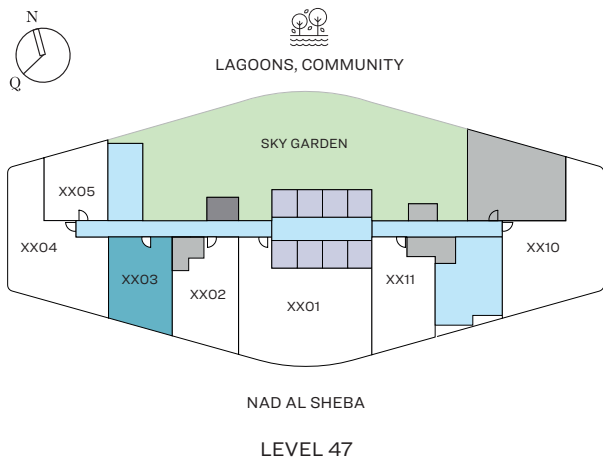 N
Q
LAGOONS, COMMUNITY
SKY GARDEN
XX05
XX04
XX10
XX03
XX02
XX01
XX11
NAD AL SHEBA
LEVEL 47